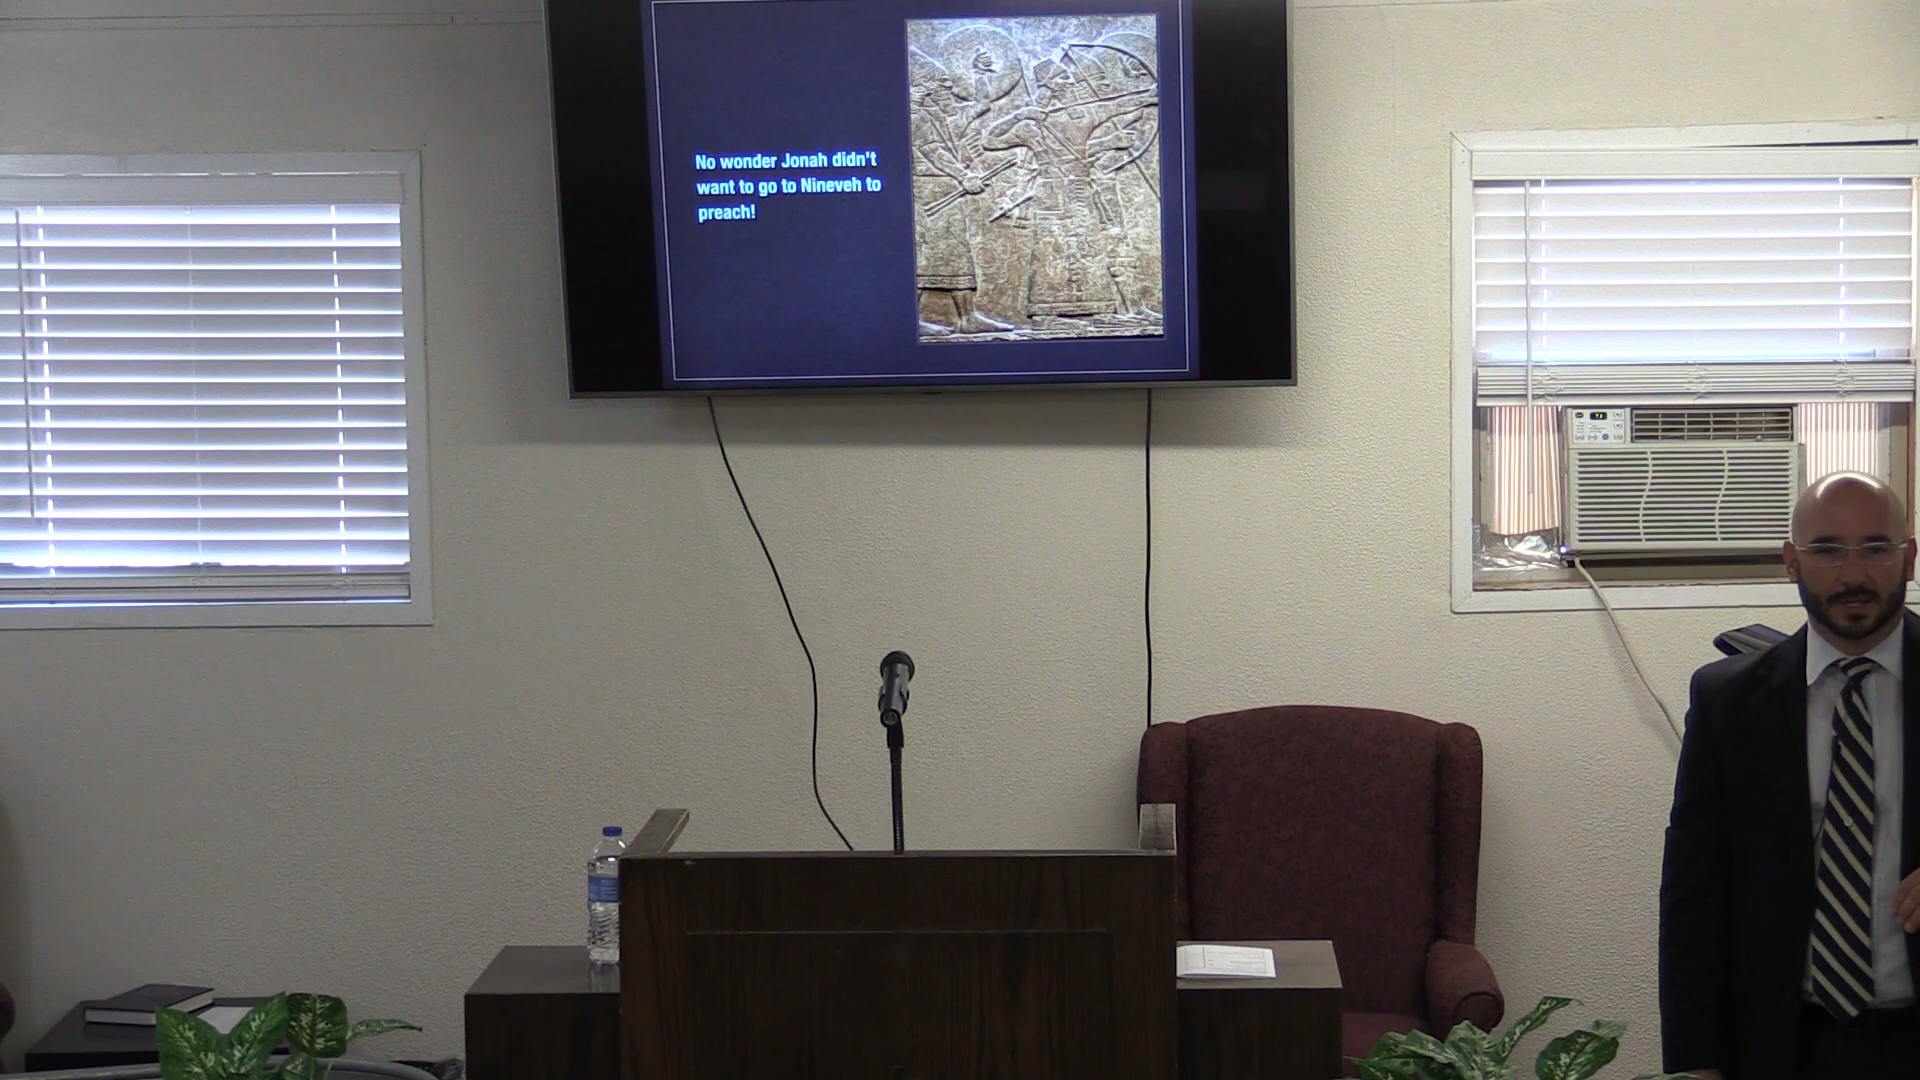 No wonder Jonah didn't
want to go to Nineveh to
preach!